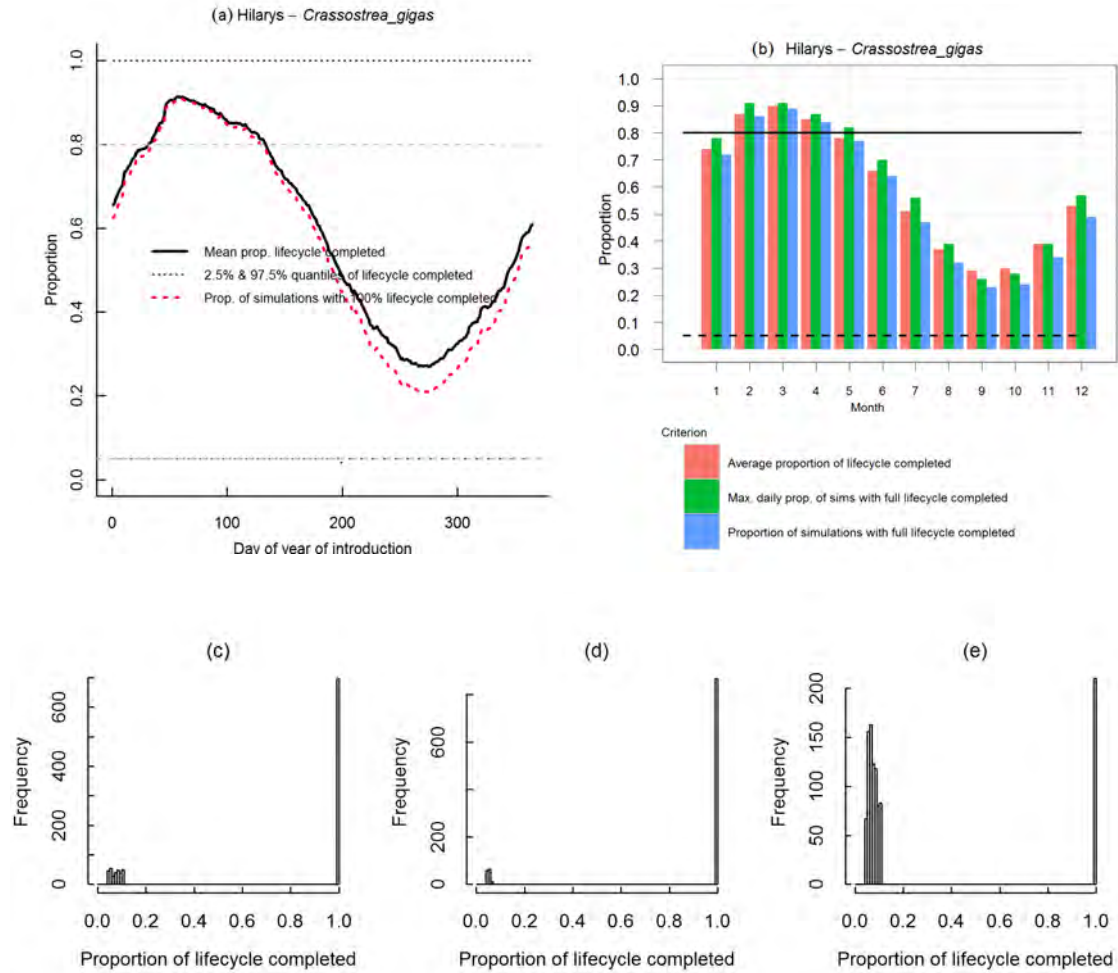 (a) Hilarys – Crassostrea_gigas
1.0
0.8
0.6
0.4
0.2
0.0
Proportion
Mean prop. lifecycle completed
2.5% & 97.5% quantiles of lifecycle completed
Prop. of simulations with 100% lifecycle completed
0 100 200 300
Day of year of introduction
(b) Hilarys – Crassostrea_gigas
1.0
0.9
0.8
0.7
0.6
0.5
0.4
0.3
0.2
0.1
0.0
Proportion
1 2 3 4 5 6 7 8 9 10 11 12
Month
Criterion
Average proportion of lifecycle completed
Max. daily prop. of sims with full lifecycle completed
Proportion of simulations with full lifecycle completed
(c)
600
400
200
0
Frequency
0.0 0.2 0.4 0.6 0.8 1.0
Proportion of lifecycle completed
(d)
600
200
0
Frequency
0.0 0.2 0.4 0.6 0.8 1.0
Proportion of lifecycle completed
(e)
200
150
100
50
0
Frequency
0.0 0.2 0.4 0.6 0.8 1.0
Proportion of lifecycle completed